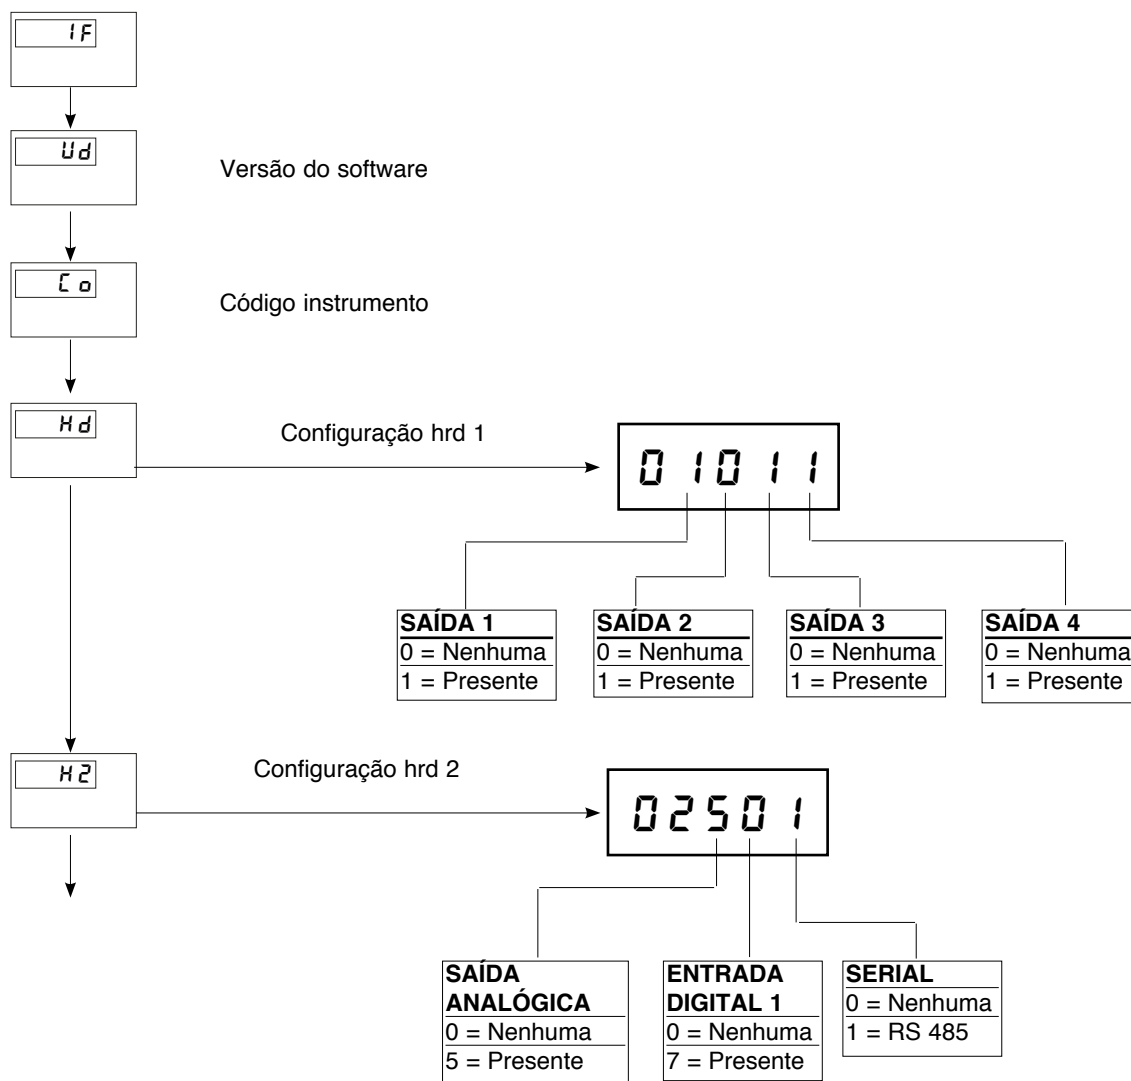 1F
Ud
Versão do software
Co
Código instrumento
Hd
Configuração hrd 1
01011
SAÍDA 1
0 = Nenhuma
1 = Presente
SAÍDA 2
0 = Nenhuma
1 = Presente
SAÍDA 3
0 = Nenhuma
1 = Presente
SAÍDA 4
0 = Nenhuma
1 = Presente
H2
Configuração hrd 2
02501
SAÍDA
ANALÓGICA
0 = Nenhuma
5 = Presente
ENTRADA
DIGITAL 1
0 = Nenhuma
7 = Presente
SERIAL
0 = Nenhuma
1 = RS 485